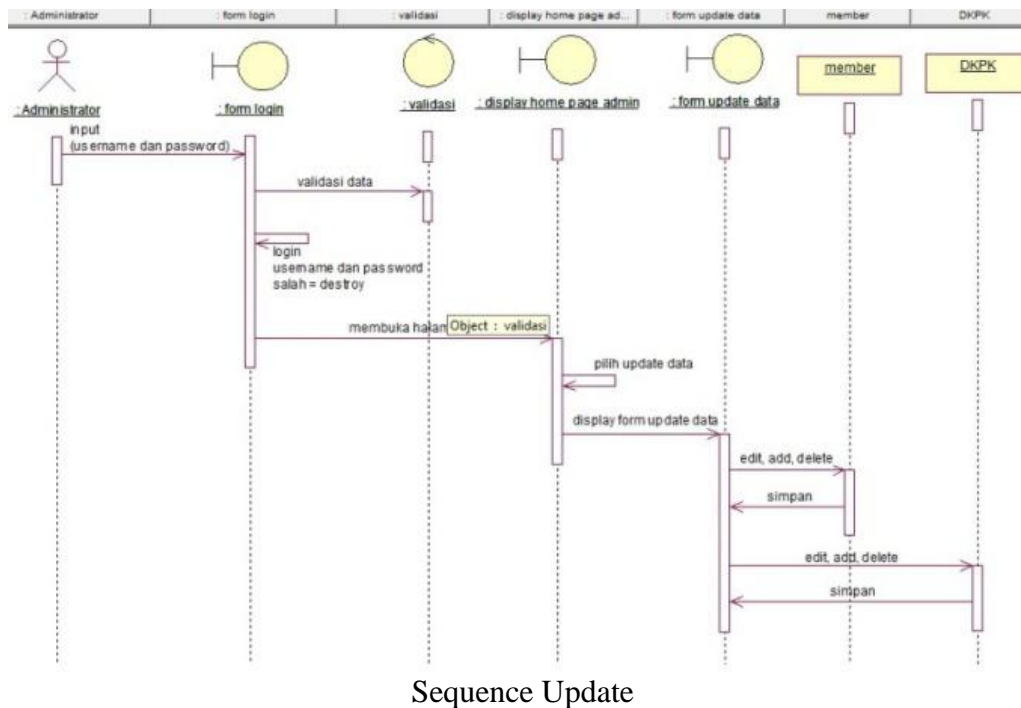 : Administrator
: form login
: validasi
: display home page ad...
: form update data
member
DKPK
: Administrator
: form login
: validasi
: display home page admin
: form update data
member
DKPK
input
(username dan password)
validasi data
login
username dan password
salah = destroy
membuka halam
Object : validasi
pilih update data
display form update data
edit, add, delete
simpan
edit, add, delete
simpan
Sequence Update